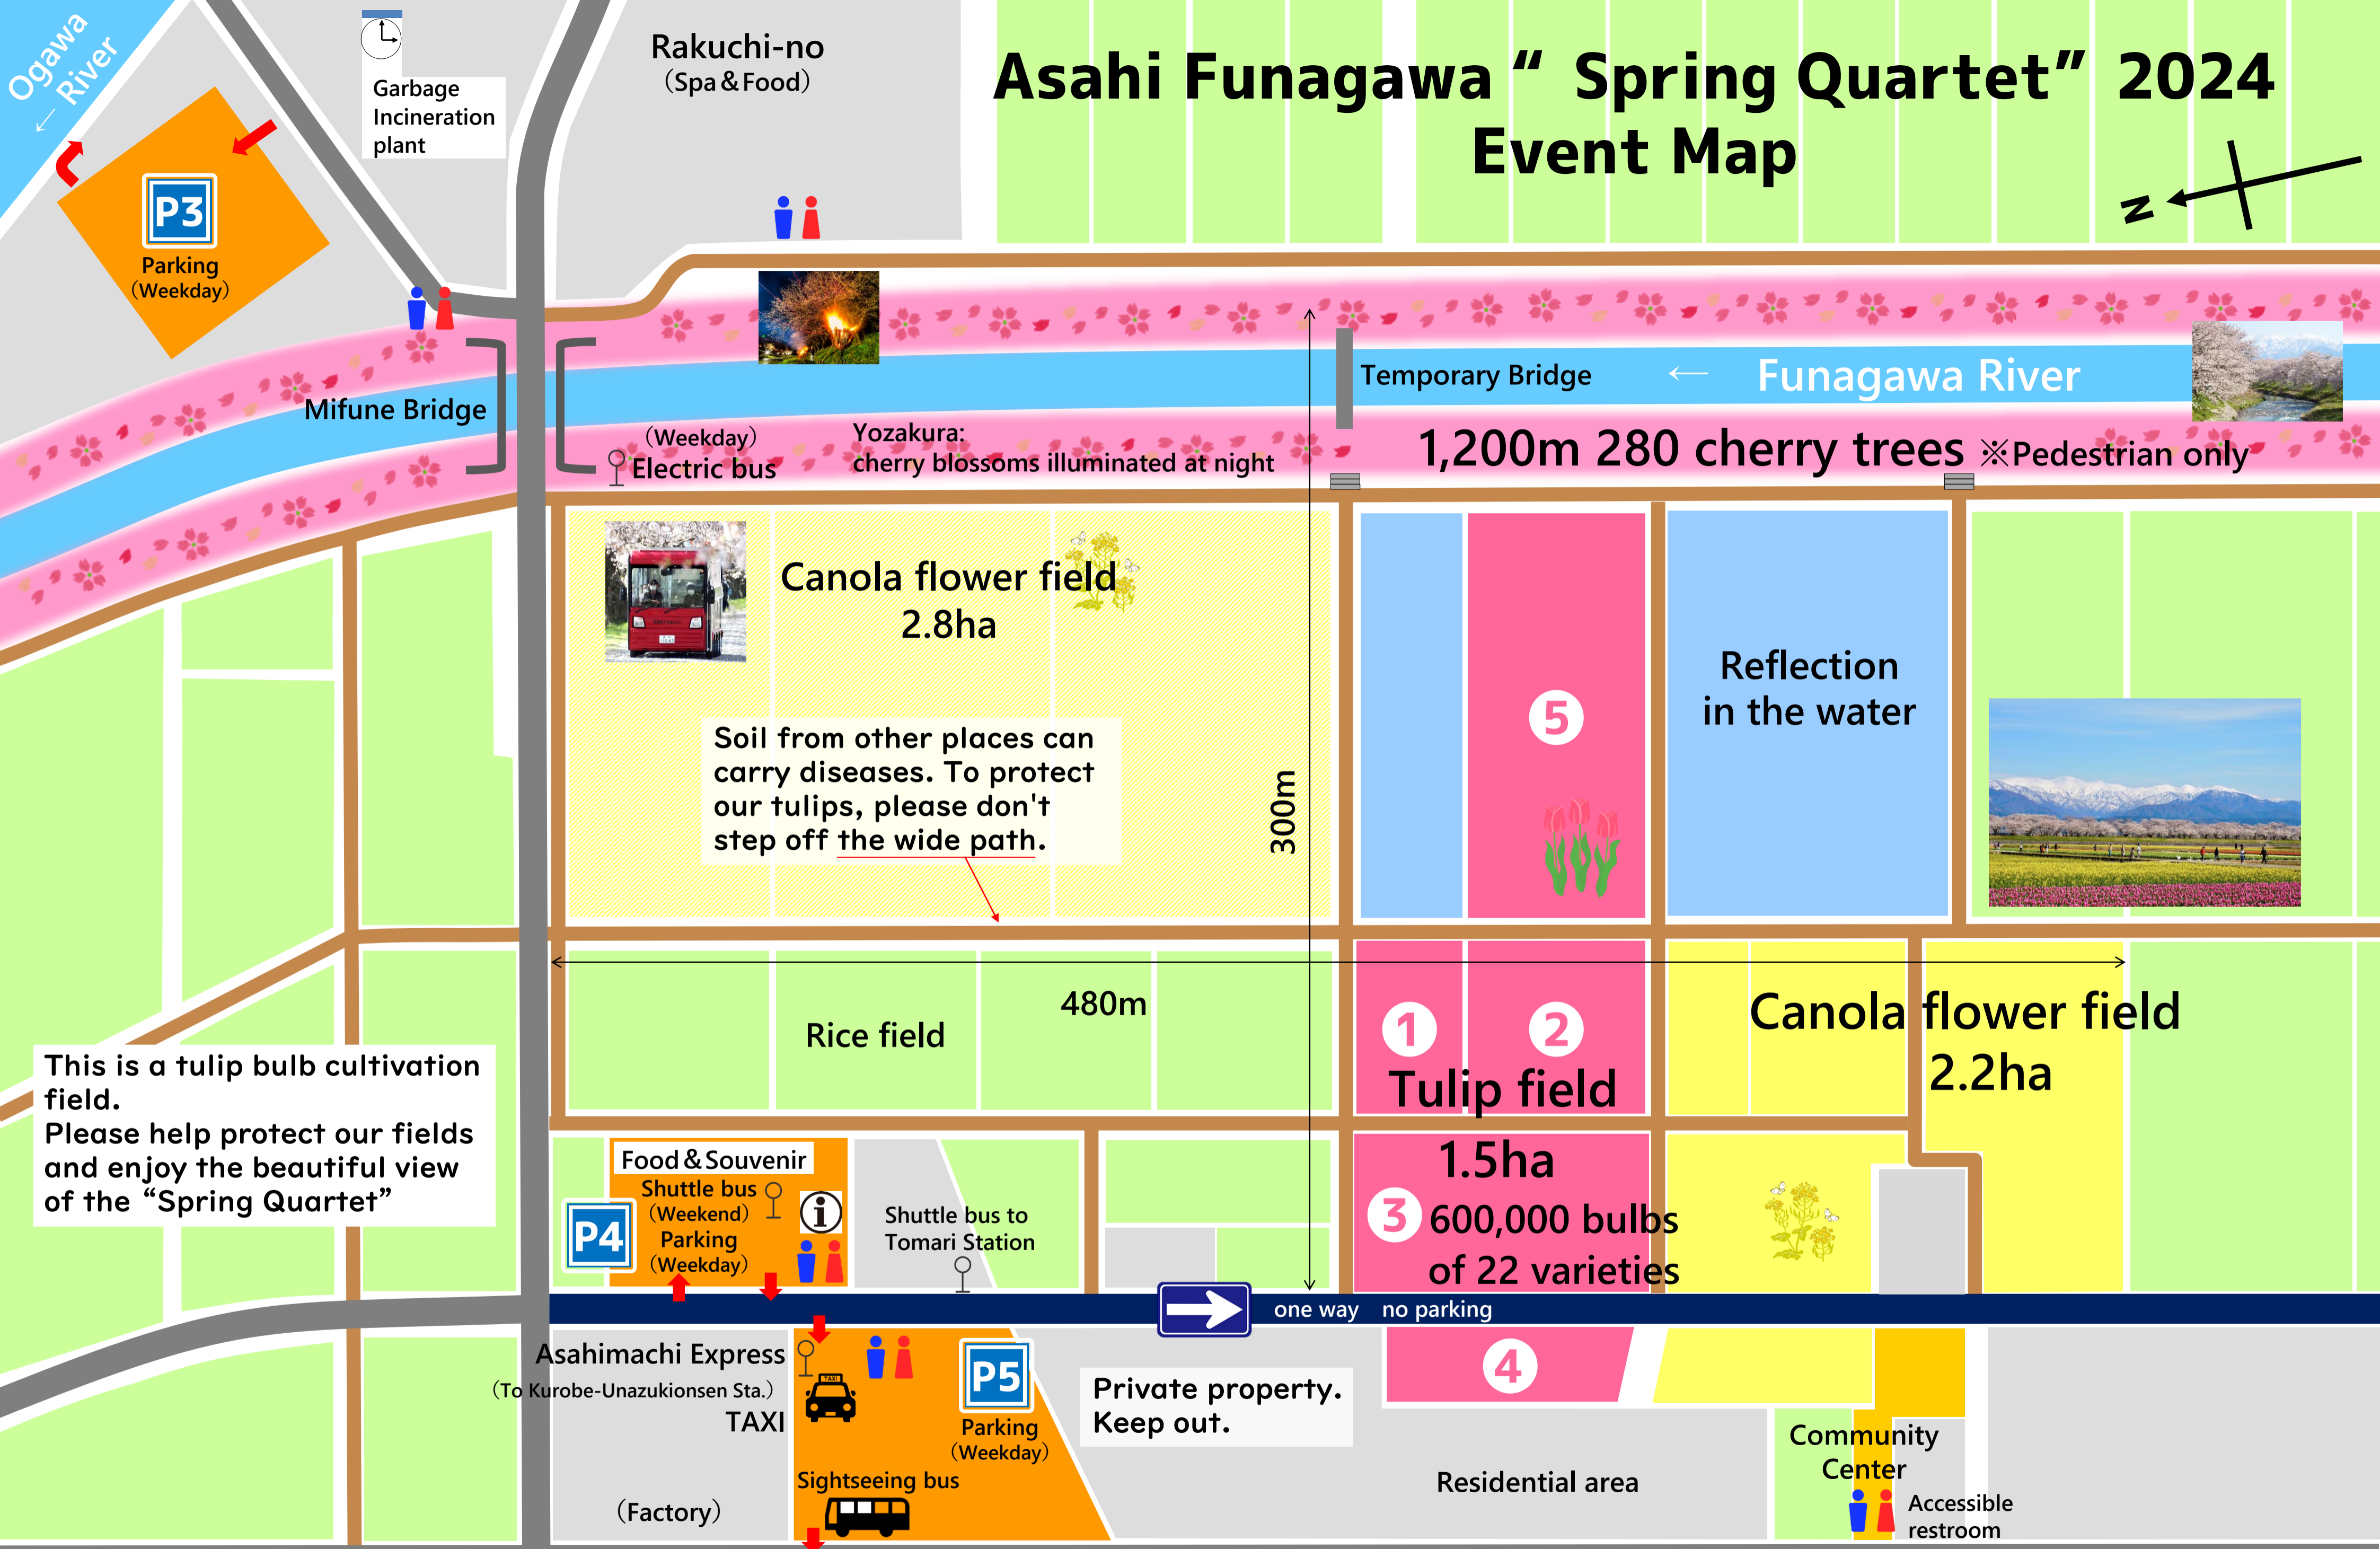 Asahi Funagawa “ Spring Quartet” 2024
Event Map
N
Ogawa
← River
Garbage
Incineration
plant
Rakuchi-no
（Spa＆Food）
P3
Parking
（Weekday）
Mifune Bridge
Temporary Bridge
← Funagawa River
（Weekday）
Electric bus
Yozakura:
cherry blossoms illuminated at night
1,200m 280 cherry trees ※Pedestrian only
Canola flower field
2.8ha
Soil from other places can
carry diseases. To protect
our tulips, please don't
step off the wide path.
300m
5
Reflection
in the water
480m
Rice field
1
2
Tulip field
1.5ha
3
600,000 bulbs
of 22 varieties
Canola flower field
2.2ha
This is a tulip bulb cultivation
field.
Please help protect our fields
and enjoy the beautiful view
of the “Spring Quartet”
Food＆Souvenir
Shuttle bus
（Weekend）
P4
Parking
（Weekday）
i
Shuttle bus to
Tomari Station
one way no parking
Asahimachi Express
（To Kurobe-Unazukionsen Sta.）
TAXI
TAXI
P5
Parking
（Weekday）
Sightseeing bus
（Factory）
Private property.
Keep out.
4
Residential area
Community
Center
Accessible
restroom